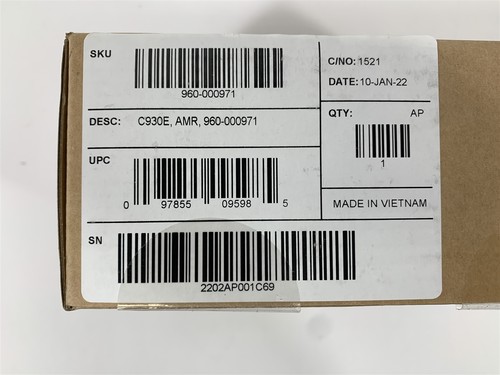 SKU
960-000971
C/NO: 1521
DATE: 10-JAN-22
DESC: C930E, AMR, 960-000971
QTY: AP
1
UPC
0 97855 09598 5
MADE IN VIETNAM
SN
2202AP001C69